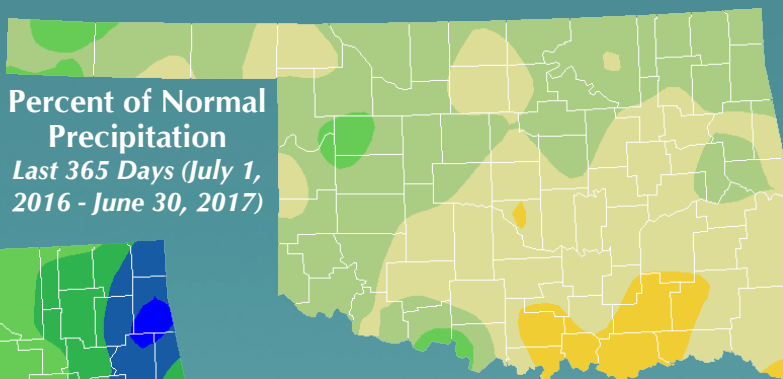 Percent of Normal
Precipitation
Last 365 Days (July 1,
2016 - June 30, 2017)